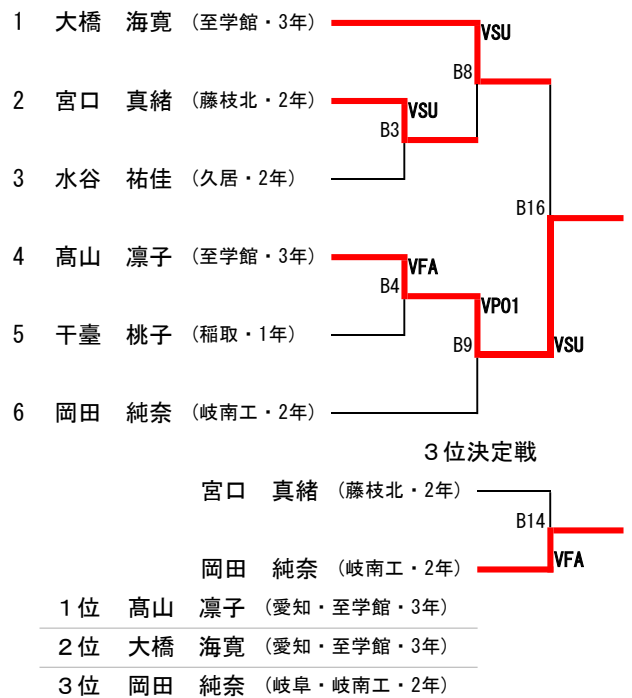 1 大橋 海寛 (至学館・3年)
VSU
B8
2 宮口 真緒 (藤枝北・2年)
VSU
B3
3 水谷 祐佳 (久居・2年)
B16
4 髙山 凛子 (至学館・3年)
VFA
B4
VPO1
5 干臺 桃子 (稲取・1年)
B9
VSU
6 岡田 純奈 (岐南工・2年)
3位決定戦
宮口 真緒 (藤枝北・2年)
B14
岡田 純奈 (岐南工・2年)
VFA
1位 髙山 凛子 (愛知・至学館・3年)
2位 大橋 海寛 (愛知・至学館・3年)
3位 岡田 純奈 (岐阜・岐南工・2年)